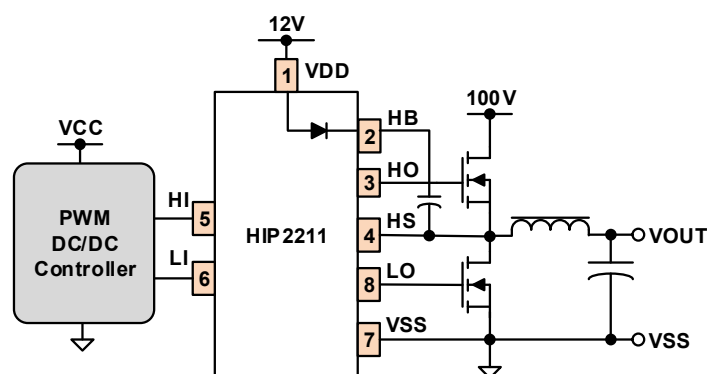 12V
1 VDD
100 V
VCC
HB
2
HO
3
HI
5
PWM
DC/DC
Controller
HIP2211
HS
4
VOUT
LI
6
LO
8
VSS
7
VSS